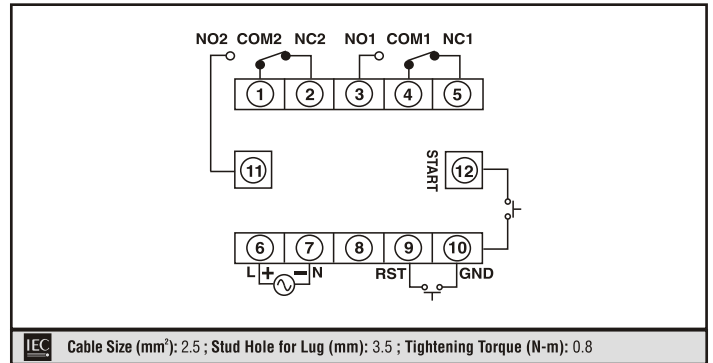 NO2 COM2 NC2 NO1 COM1 NC1
1 2 3 4 5
11 START 12
6 7 8 9 10
L + − N RST GND
IEC Cable Size (mm²): 2.5 ; Stud Hole for Lug (mm): 3.5 ; Tightening Torque (N-m): 0.8